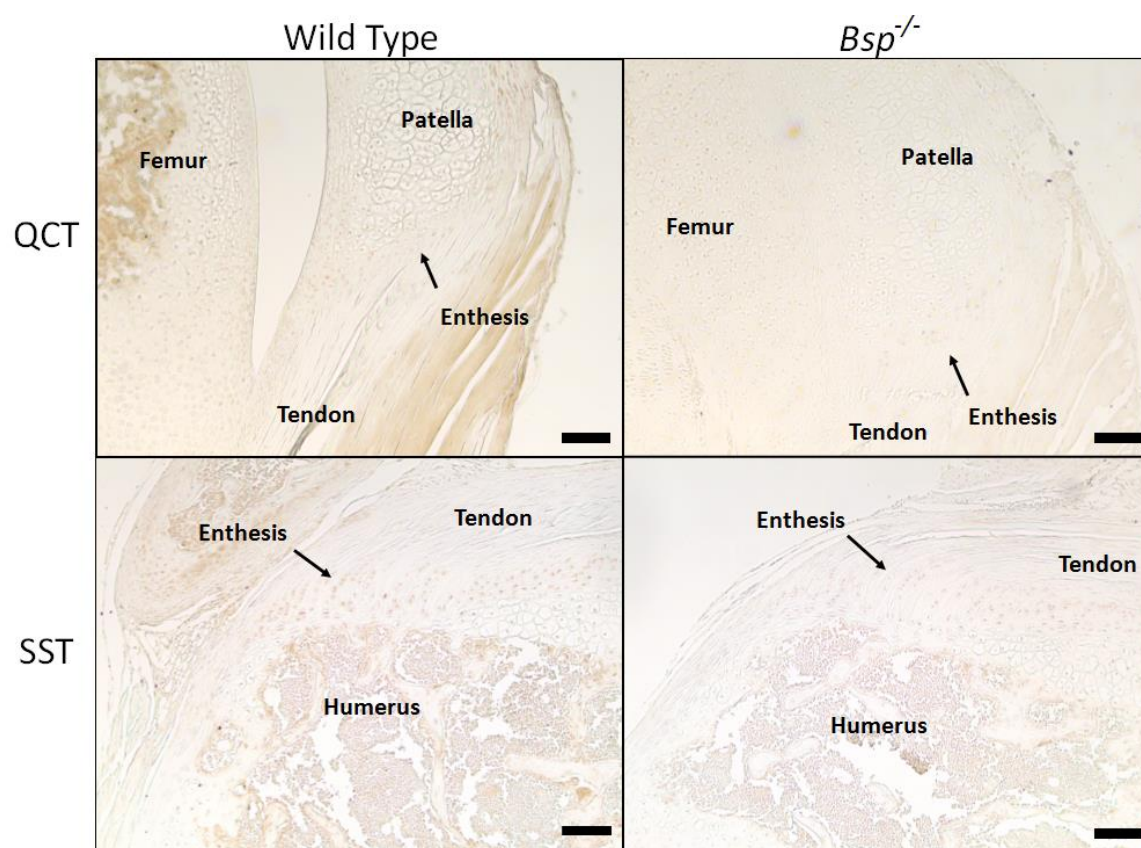 Wild Type
Bsp-/-
QCT
Femur
Patella
Enthesis
Tendon
Femur
Patella
Enthesis
Tendon
SST
Enthesis
Tendon
Humerus
Enthesis
Tendon
Humerus